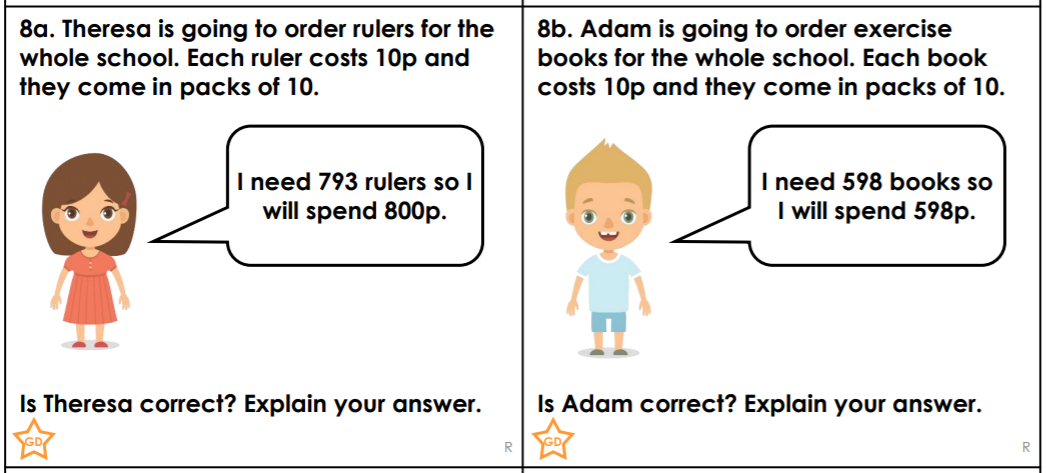 8a. Theresa is going to order rulers for the
whole school. Each ruler costs 10p and
they come in packs of 10.
I need 793 rulers so I
will spend 800p.
Is Theresa correct? Explain your answer.
GD
R
8b. Adam is going to order exercise
books for the whole school. Each book
costs 10p and they come in packs of 10.
I need 598 books so
I will spend 598p.
Is Adam correct? Explain your answer.
GD
R